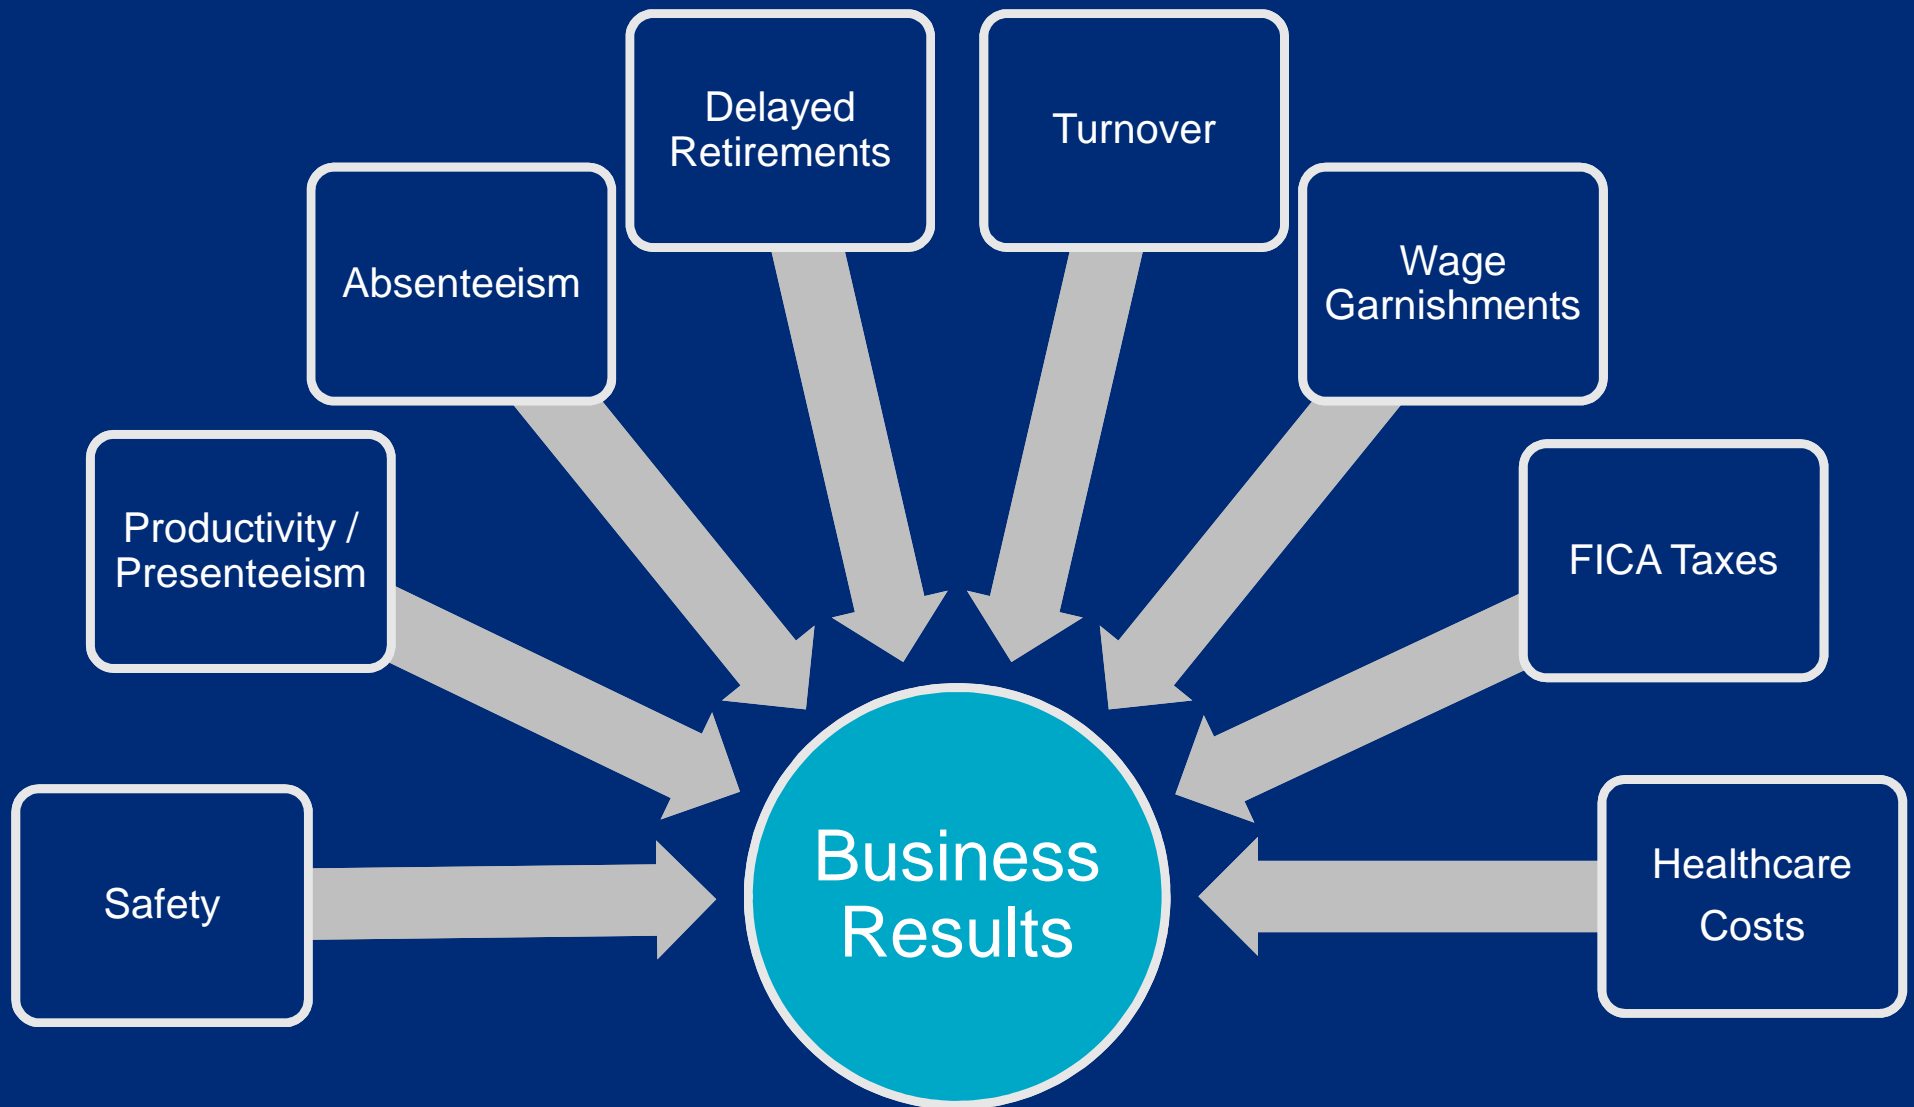 Delayed
Retirements
Turnover
Absenteeism
Wage
Garnishments
Productivity /
Presenteeism
FICA Taxes
Safety
Business
Results
Healthcare
Costs